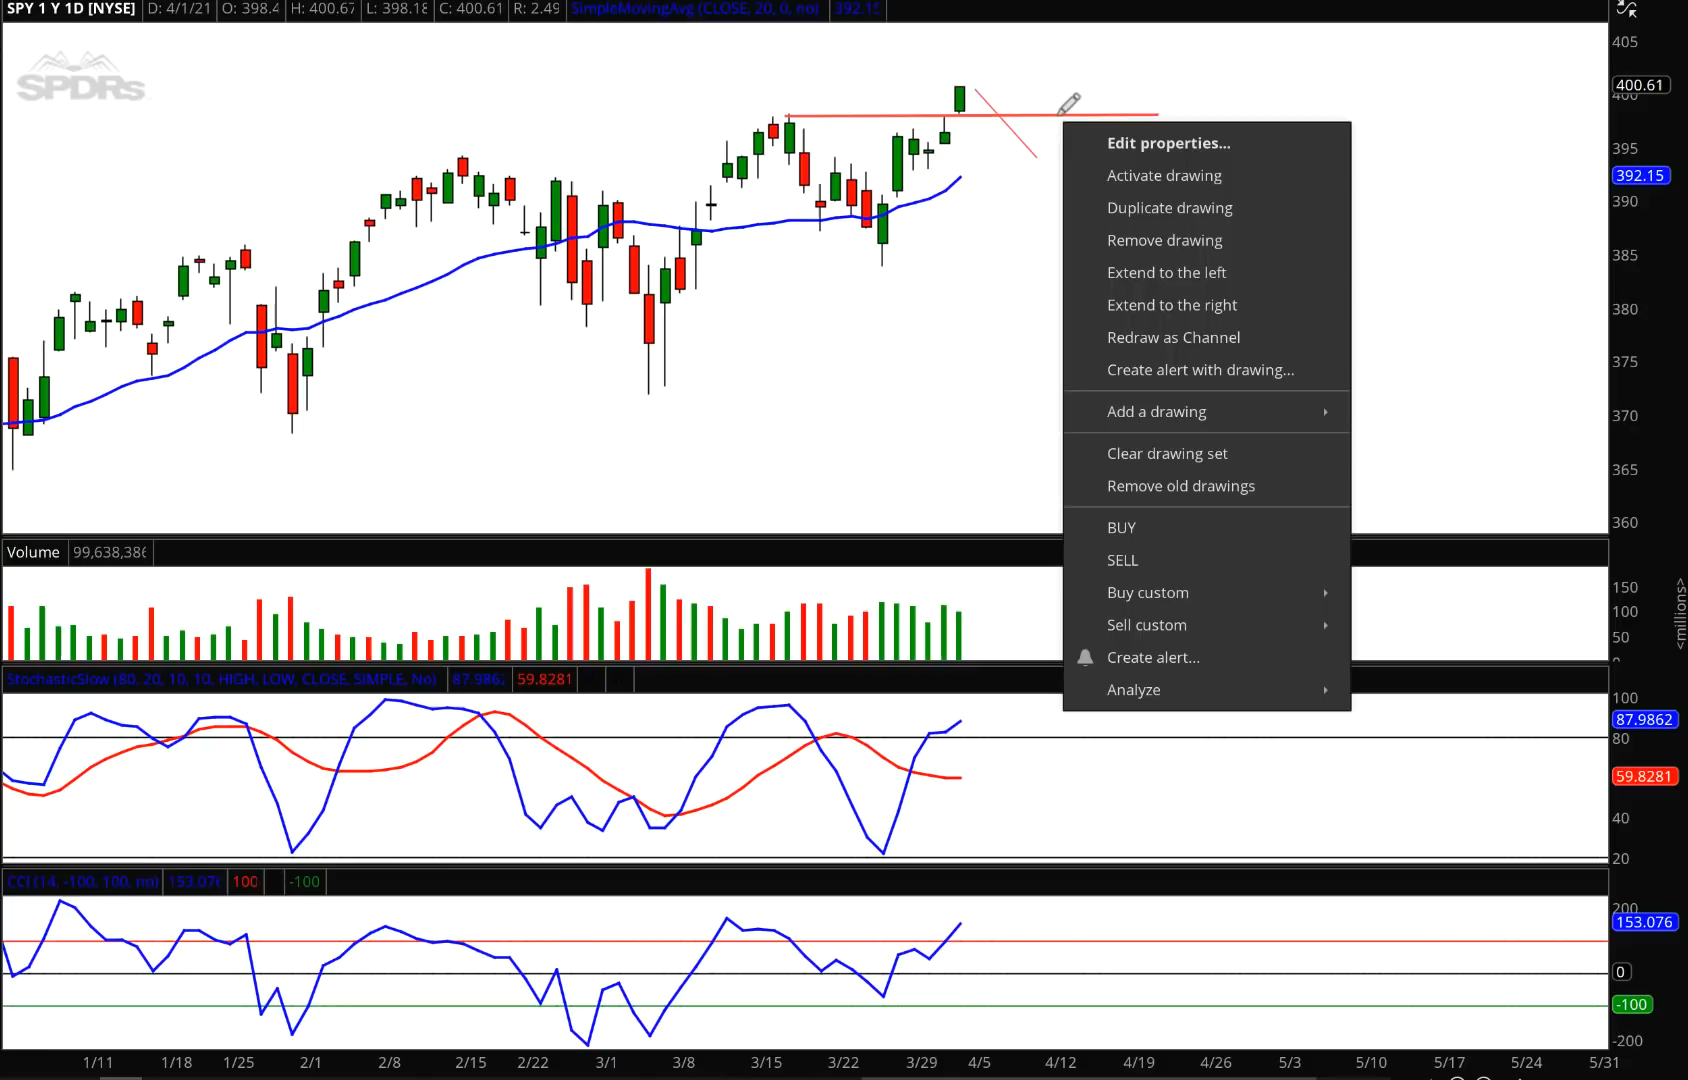 SPY 1 Y 1D [NYSE] D: 4/1/21 O: 398.4 H: 400.67 L: 398.18 C: 400.61 R: 2.49 SimpleMovingAvg (CLOSE, 20, 0, no) 392.15
SPDRs
405
400.61
400
395
392.15
390
385
380
375
370
365
360
Edit properties...
Activate drawing
Duplicate drawing
Remove drawing
Extend to the left
Extend to the right
Redraw as Channel
Create alert with drawing...
Add a drawing
Clear drawing set
Remove old drawings
BUY
SELL
Buy custom
Sell custom
Create alert...
Analyze
Volume 99,638,386
150
100
50
<millions>
StochasticSlow (80, 20, 10, 10, HIGH, LOW, CLOSE, SIMPLE, No) 87.9862 59.8281
100
87.9862
80
59.8281
40
20
CCI (14, -100, 100, no) 153.076 100 -100
200
153.076
0
-100
-200
1/11 1/18 1/25 2/1 2/8 2/15 2/22 3/1 3/8 3/15 3/22 3/29 4/5 4/12 4/19 4/26 5/3 5/10 5/17 5/24 5/31